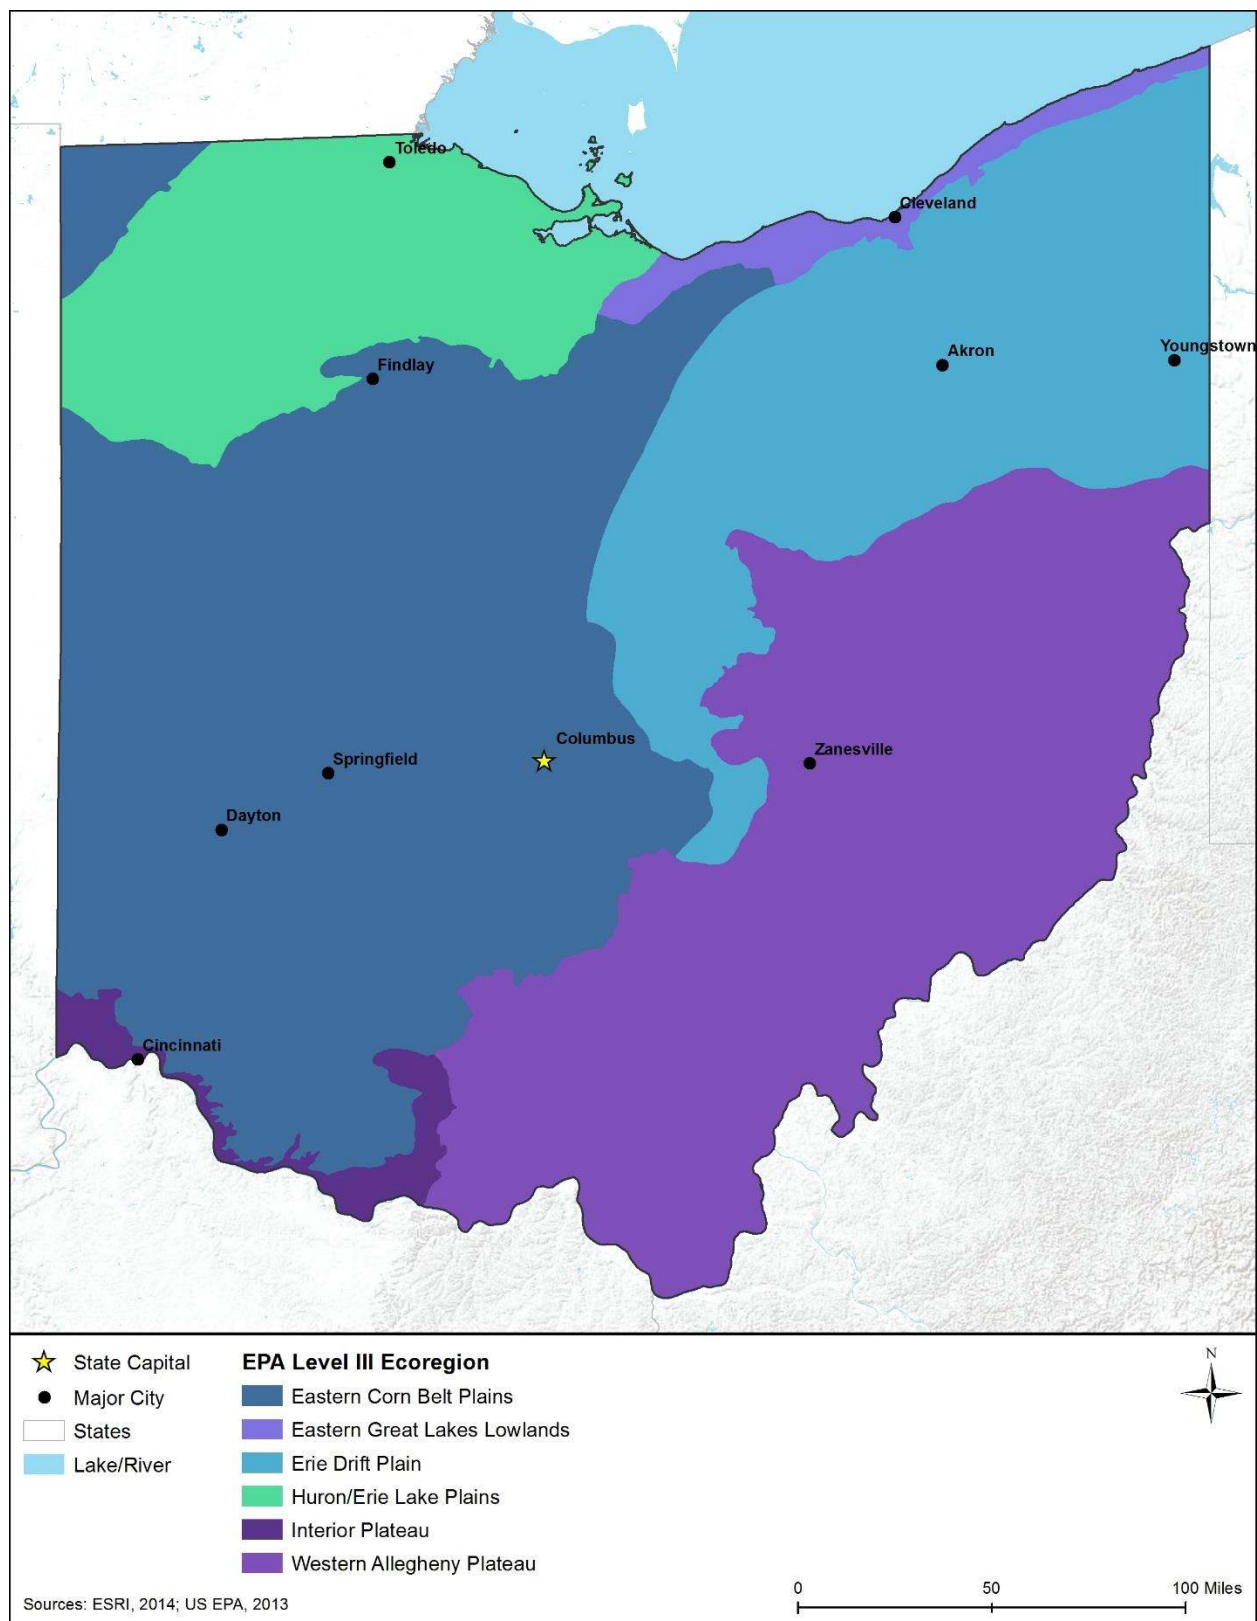 Toledo
Cleveland
Findlay
Akron
Youngstown
Columbus
Springfield
Zanesville
Dayton
Cincinnati
State Capital
Major City
States
Lake/River
EPA Level III Ecoregion
Eastern Corn Belt Plains
Eastern Great Lakes Lowlands
Erie Drift Plain
Huron/Erie Lake Plains
Interior Plateau
Western Allegheny Plateau
N
0 50 100 Miles
Sources: ESRI, 2014; US EPA, 2013